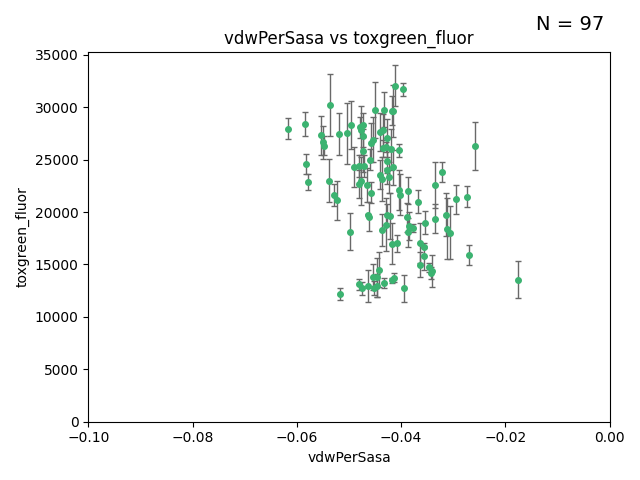 N = 97
vdwPerSasa vs toxgreen_fluor
35000
30000
25000
20000
15000
10000
5000
0
toxgreen_fluor
−0.10 −0.08 −0.06 −0.04 −0.02 0.00
vdwPerSasa